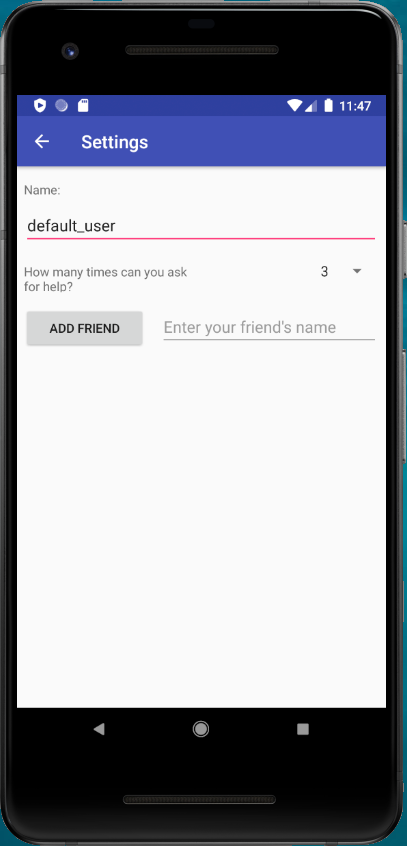 11:47
Settings
Name:
default_user
How many times can you ask
for help?
3
ADD FRIEND
Enter your friend's name